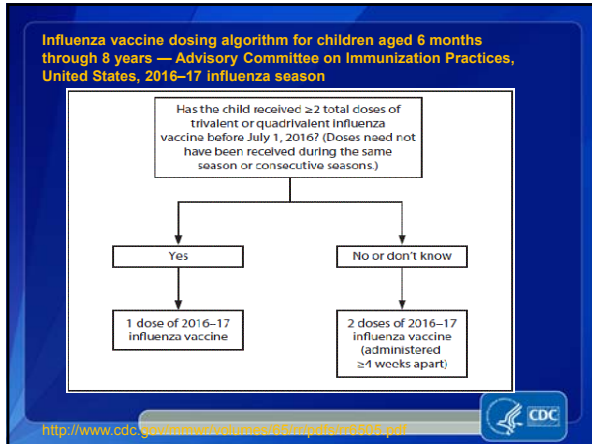 Influenza vaccine dosing algorithm for children aged 6 months
through 8 years — Advisory Committee on Immunization Practices,
United States, 2016–17 influenza season
Has the child received ≥2 total doses of
trivalent or quadrivalent influenza
vaccine before July 1, 2016? (Doses need not
have been received during the same
season or consecutive seasons.)
Yes
No or don't know
1 dose of 2016–17
influenza vaccine
2 doses of 2016–17
influenza vaccine
(administered
≥4 weeks apart)
CDC